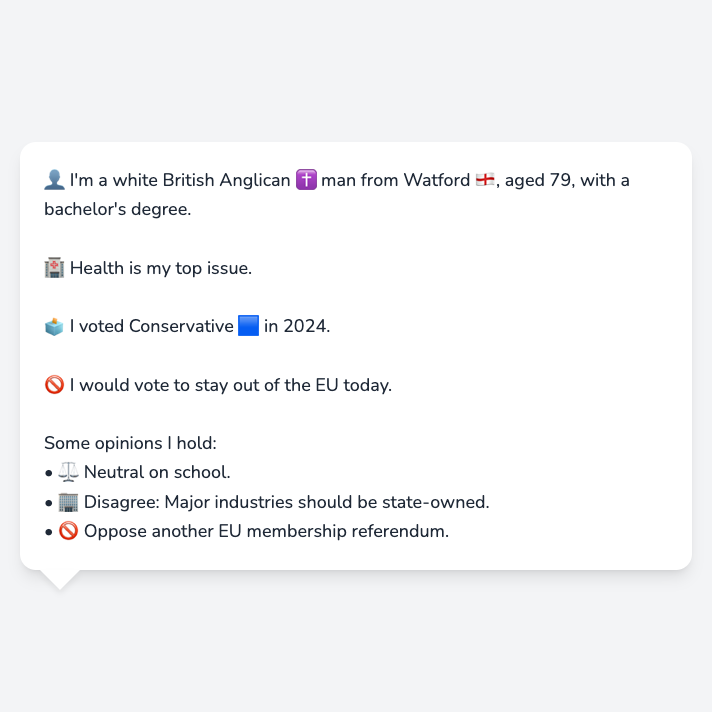 👤 I'm a white British Anglican ✝️ man from Watford 🏴󠁧󠁢󠁥󠁮󠁧󠁿, aged 79, with a
bachelor's degree.
🏥 Health is my top issue.
🗳️ I voted Conservative 🟦 in 2024.
🚫 I would vote to stay out of the EU today.
Some opinions I hold:
• ⚖️ Neutral on school.
• 🏢 Disagree: Major industries should be state-owned.
• 🚫 Oppose another EU membership referendum.